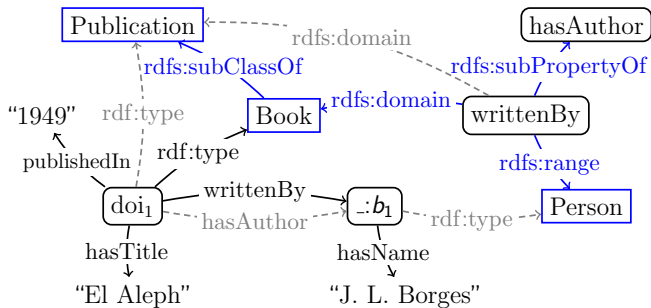 Publication
hasAuthor
rdfs:domain
rdfs:subClassOf
rdfs:subPropertyOf
“1949”
rdf:type
Book
rdfs:domain
writtenBy
publishedIn
rdf:type
rdfs:range
doi₁
writtenBy
hasAuthor
_:b₁
rdf:type
Person
hasTitle
hasName
“El Aleph”
“J. L. Borges”